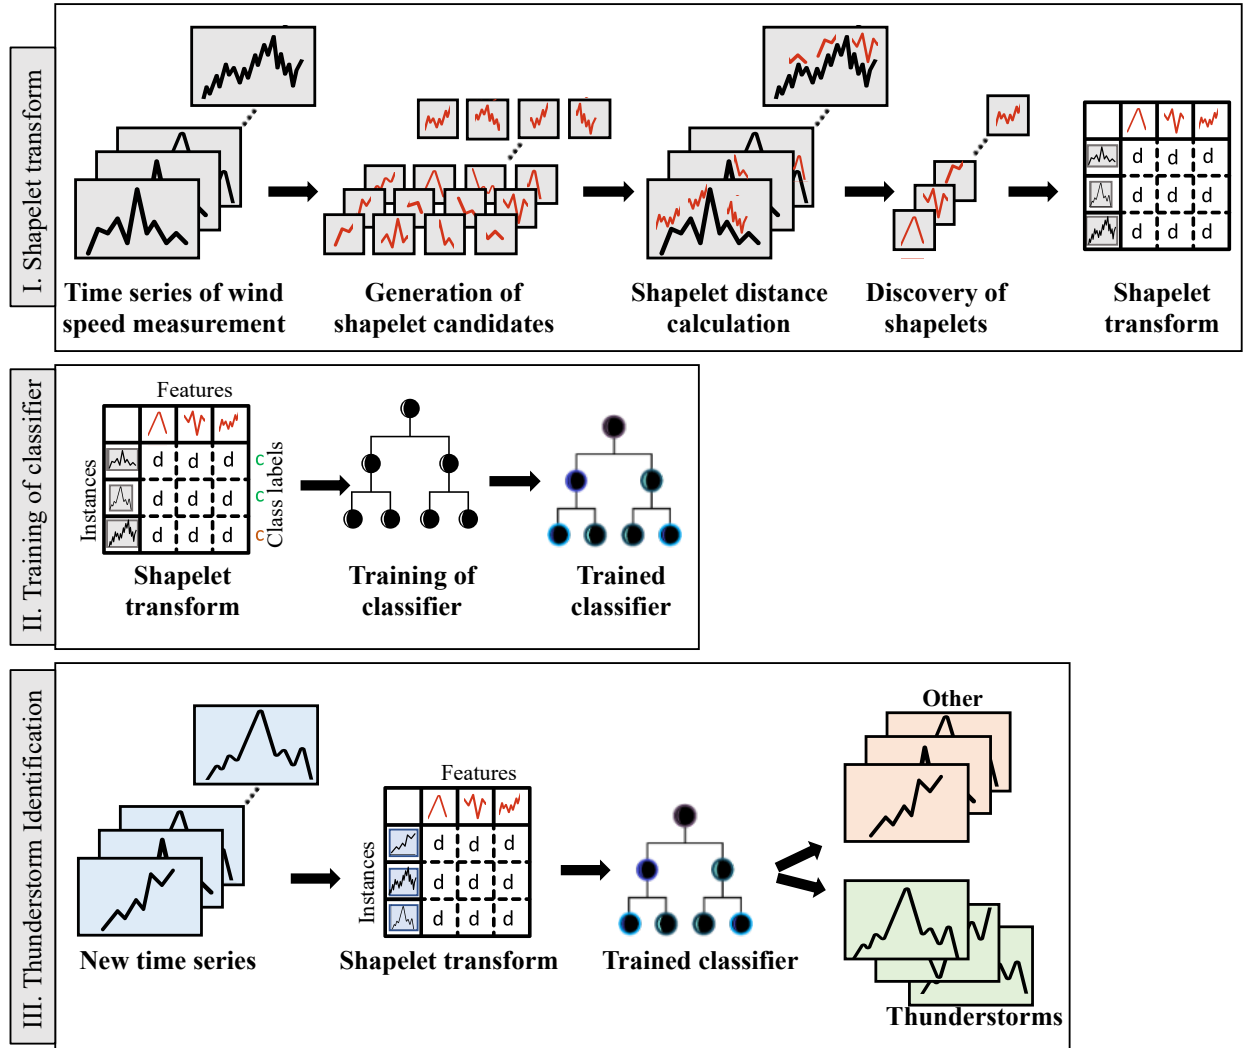 I. Shapelet transform
d d d
d d d
d d d
Time series of wind
speed measurement
Generation of
shapelet candidates
Shapelet distance
calculation
Discovery of
shapelets
Shapelet
transform
II. Training of classifier
Features
Instances
d d d c
d d d c
d d d c
Class labels
Shapelet
transform
Training of
classifier
Trained
classifier
III. Thunderstorm Identification
Other
Features
Instances
d d d
d d d
d d d
New time series
Shapelet transform
Trained classifier
Thunderstorms